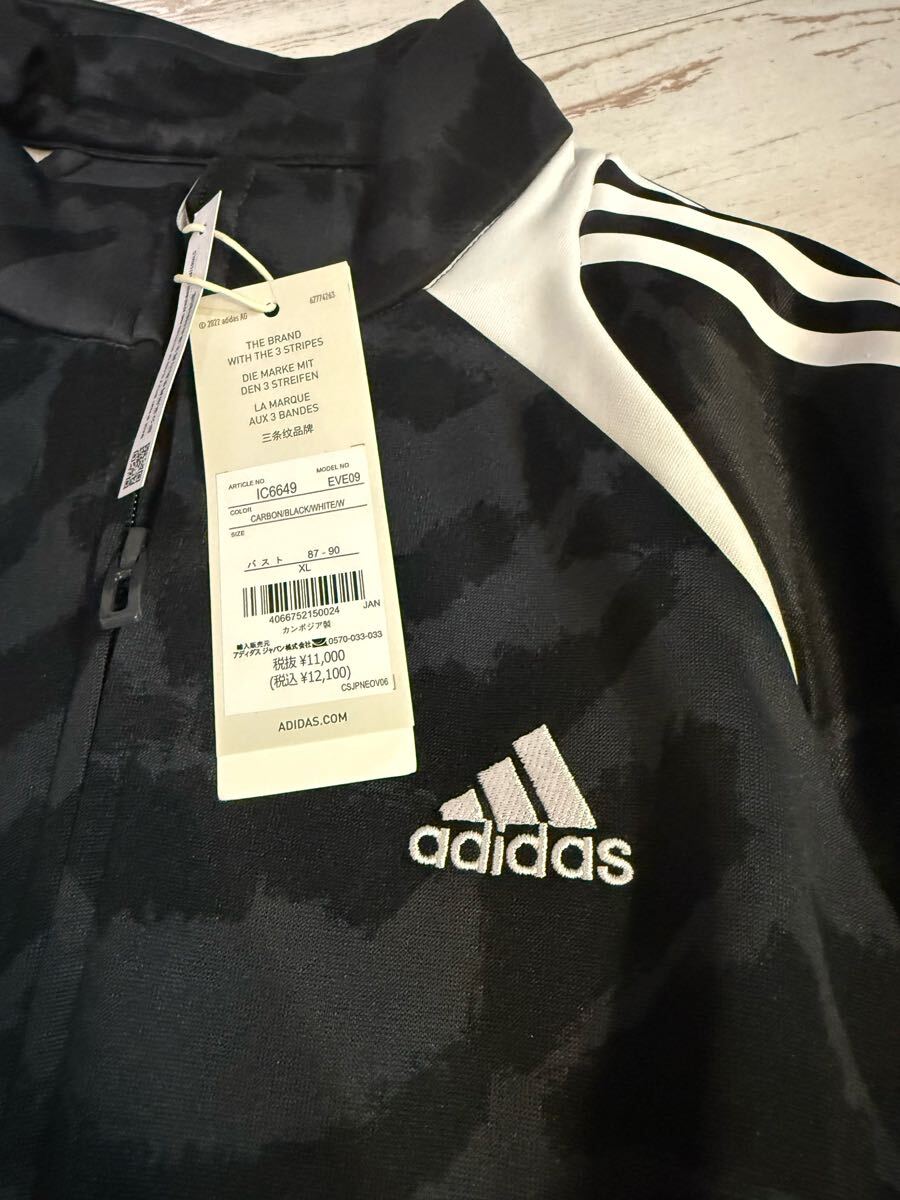 © 2022 adidas AG
62774263
THE BRAND
WITH THE 3 STRIPES
DIE MARKE MIT
DEN 3 STREIFEN
LA MARQUE
AUX 3 BANDES
三条纹品牌
ARTICLE NO. IC6649 MODEL NO EVE09
COLOR CARBON/BLACK/WHITE/W
SIZE
バスト 87 - 90
XL
4066752150024 JAN
カンボジア製
輸入販売元
アディダス ジャパン株式会社 0570-033-033
税抜 ¥11,000
(税込 ¥12,100)
CSJPNEOV06
ADIDAS.COM
adidas